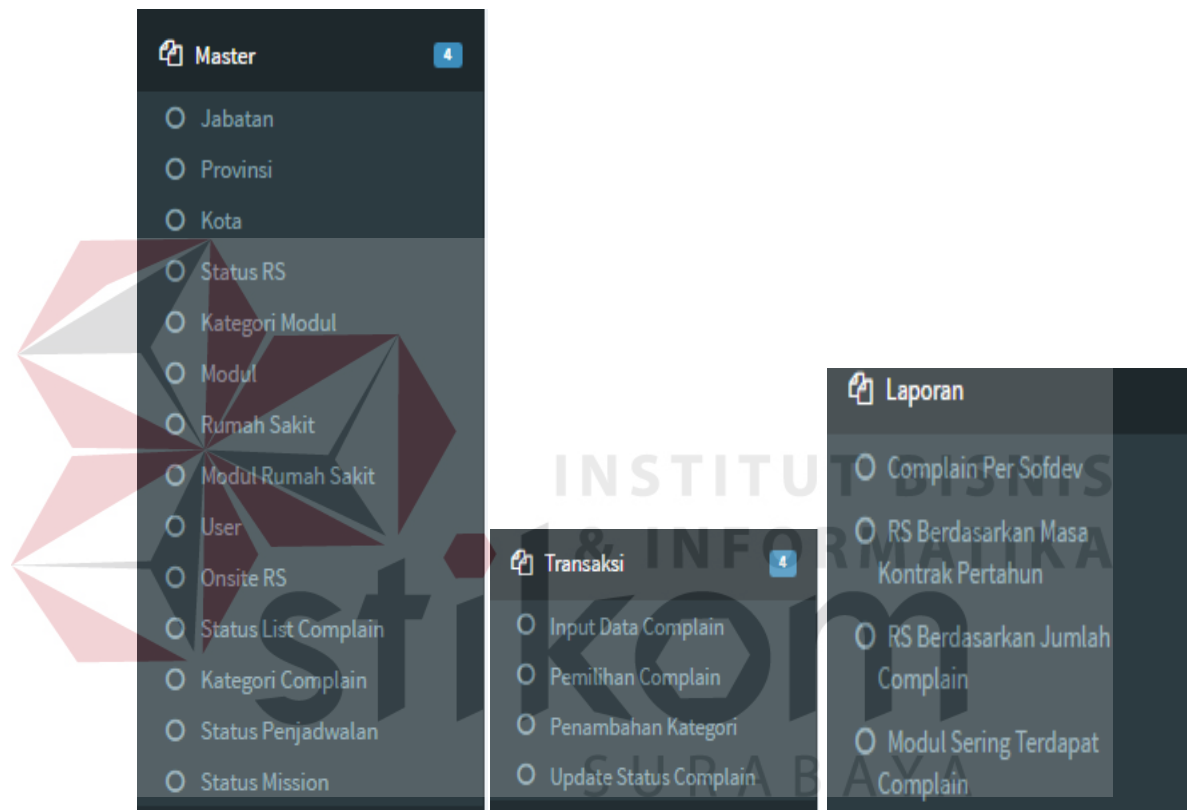 Master 4
Jabatan
Provinsi
Kota
Status RS
Kategori Modul
Modul
Rumah Sakit
Modul Rumah Sakit
User
Onsite RS
Status List Complain
Kategori Complain
Status Penjadwalan
Status Mission
Transaksi 4
Input Data Complain
Pemilihan Complain
Penambahan Kategori
Update Status Complain
Laporan
Complain Per Sofdev
RS Berdasarkan Masa
Kontrak Pertahun
RS Berdasarkan Jumlah
Complain
Modul Sering Terdapat
Complain
INSTITUT BISNIS
& INFORMATIKA
stikom
SURABAYA